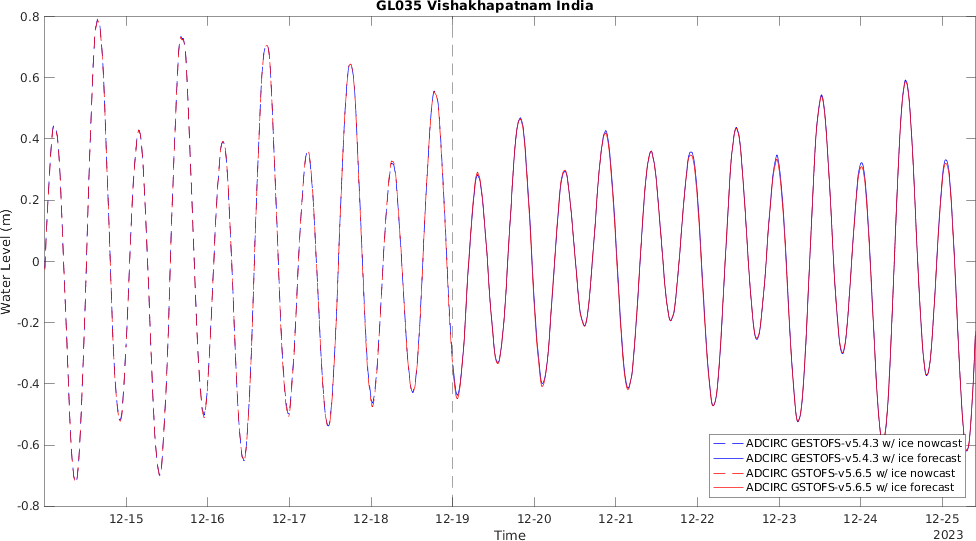 GL035 Vishakhapatnam India
0.8
0.6
0.4
0.2
0
-0.2
-0.4
-0.6
-0.8
Water Level (m)
ADCIRC GESTOFS-v5.4.3 w/ ice nowcast
ADCIRC GESTOFS-v5.4.3 w/ ice forecast
ADCIRC GSTOFS-v5.6.5 w/ ice nowcast
ADCIRC GSTOFS-v5.6.5 w/ ice forecast
12-15 12-16 12-17 12-18 12-19 12-20 12-21 12-22 12-23 12-24 12-25
Time
2023